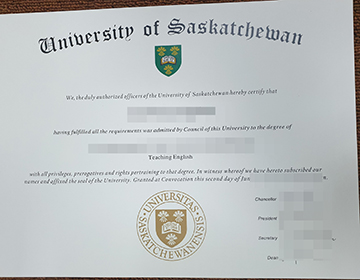 University of Saskatchewan
We, the duly authorized officers of the University of Saskatchewan hereby certify that
having fulfilled all the requirements was admitted by Council of this University to the degree of
Teaching English
with all privileges, prerogatives and rights pertraining to that degree. In witness whereof we have hereto subscribed our
names and affixed the seal of the University. Granted at Convocation this second day of
UNIVERSITAS
SASKATCHEWANENSIS
Chancellor
President
Secretary
Dean